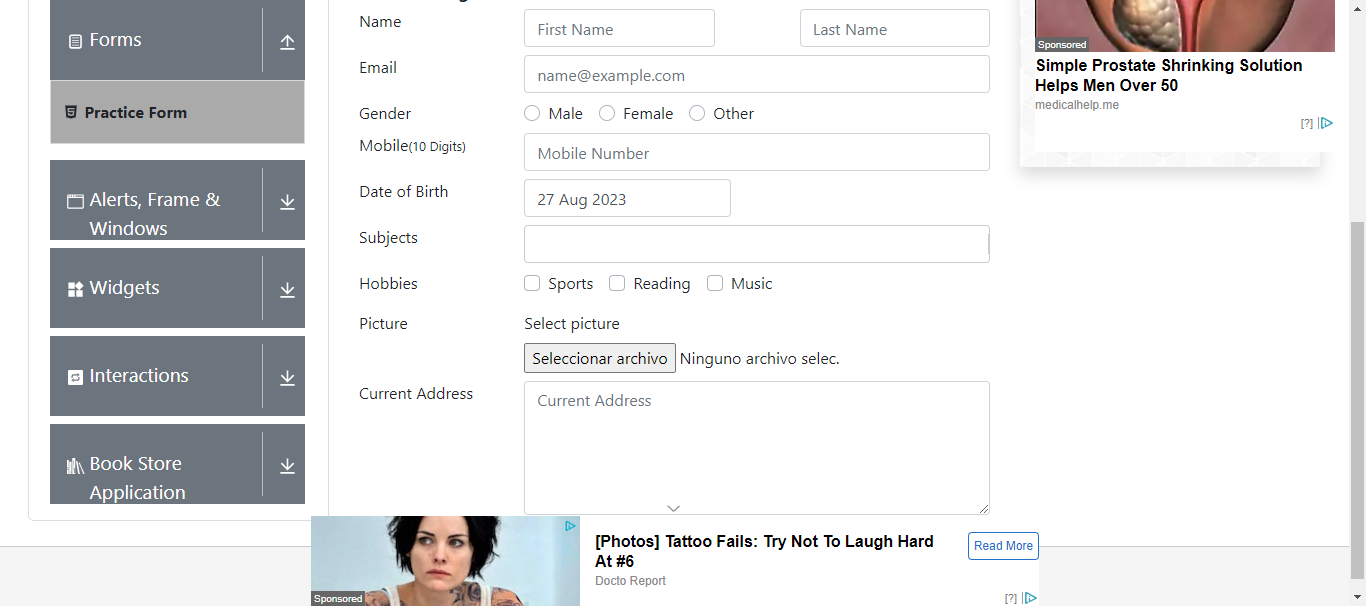 Forms
Practice Form
Alerts, Frame &
Windows
Widgets
Interactions
Book Store
Application
Name
First Name
Last Name
Email
name@example.com
Gender
Male
Female
Other
Mobile(10 Digits)
Mobile Number
Date of Birth
27 Aug 2023
Subjects
Hobbies
Sports
Reading
Music
Picture
Select picture
Seleccionar archivo
Ninguno archivo selec.
Current Address
Current Address
Sponsored
Simple Prostate Shrinking Solution
Helps Men Over 50
medicalhelp.me
[?]
Sponsored
[Photos] Tattoo Fails: Try Not To Laugh Hard
At #6
Docto Report
Read More
[?]